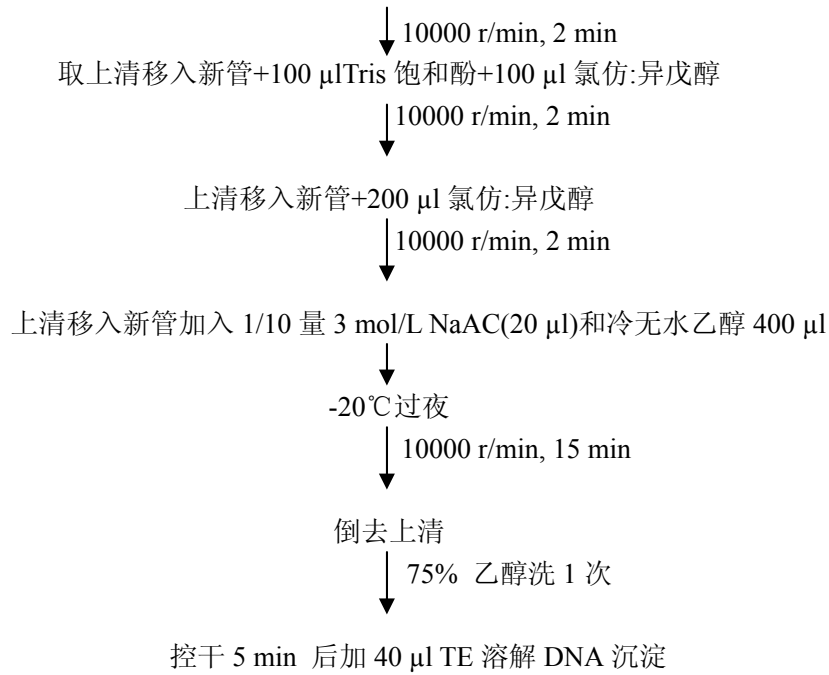 10000 r/min, 2 min
取上清移入新管+100 µlTris 饱和酚+100 µl 氯仿:异戊醇
10000 r/min, 2 min
上清移入新管+200 µl 氯仿:异戊醇
10000 r/min, 2 min
上清移入新管加入 1/10 量 3 mol/L NaAC(20 µl)和冷无水乙醇 400 µl
-20℃过夜
10000 r/min, 15 min
倒去上清
75% 乙醇洗 1 次
控干 5 min 后加 40 µl TE 溶解 DNA 沉淀